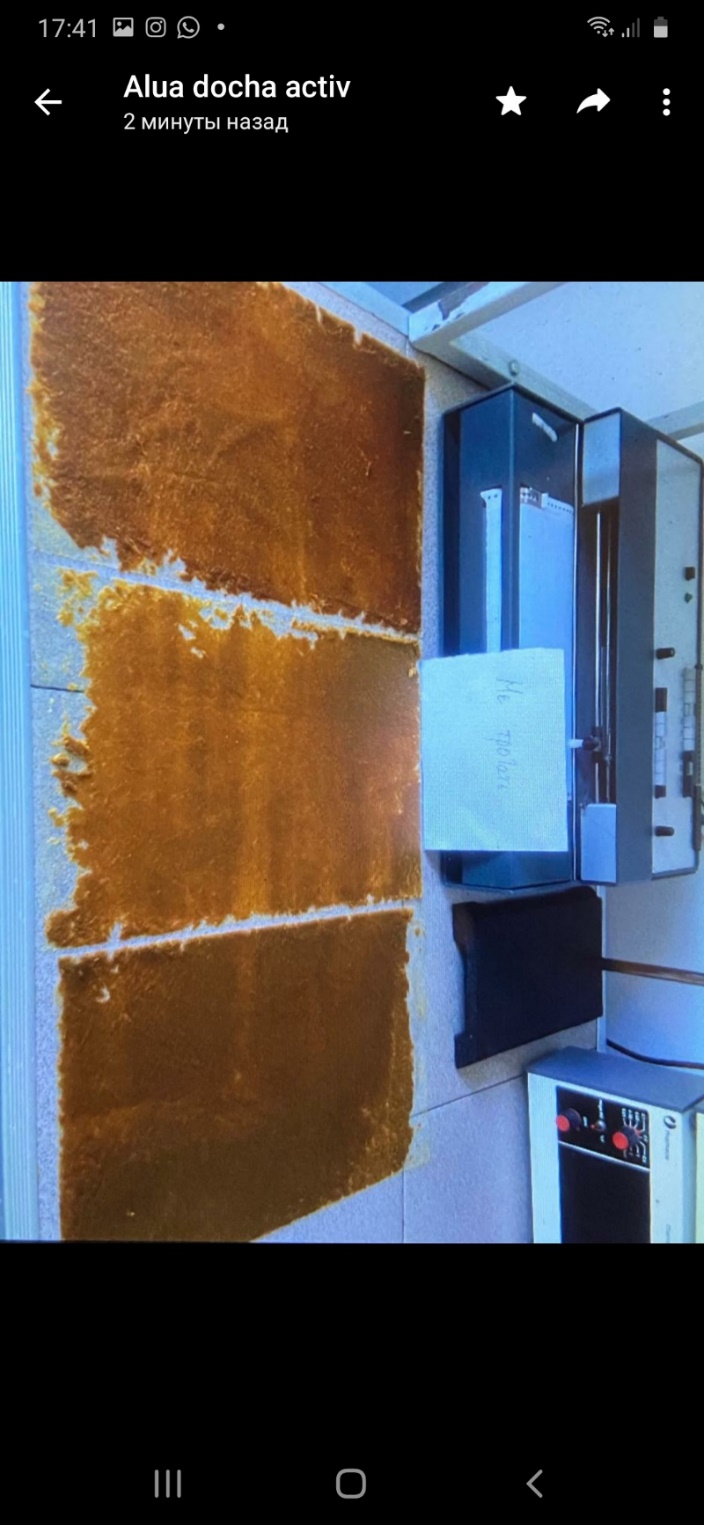 17:41
Alua docha activ
2 минуты назад
Не трогать